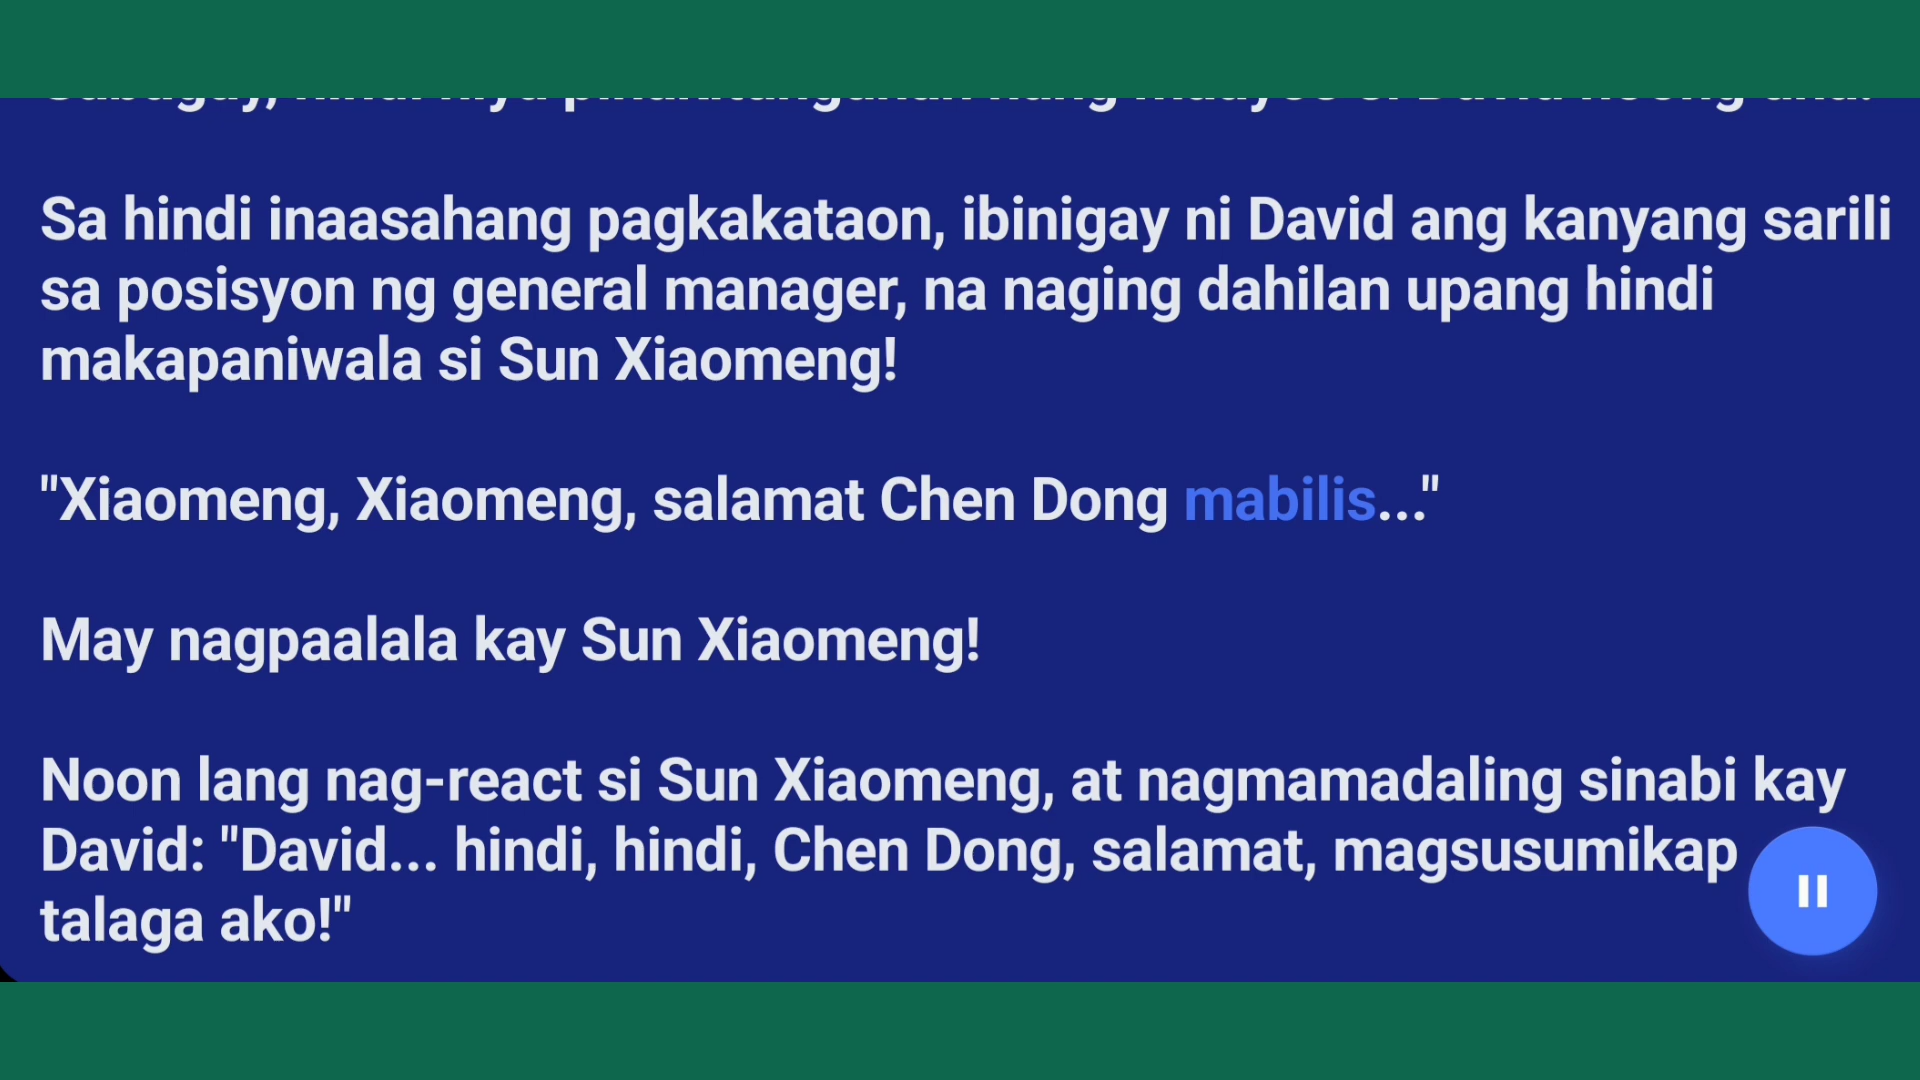 Sa hindi inaasahang pagkakataon, ibinigay ni David ang kanyang sarili
sa posisyon ng general manager, na naging dahilan upang hindi
makapaniwala si Sun Xiaomeng!
"Xiaomeng, Xiaomeng, salamat Chen Dong mabilis..."
May nagpaalala kay Sun Xiaomeng!
Noon lang nag-react si Sun Xiaomeng, at nagmamadaling sinabi kay
David: "David... hindi, hindi, Chen Dong, salamat, magsusumikap
talaga ako!"